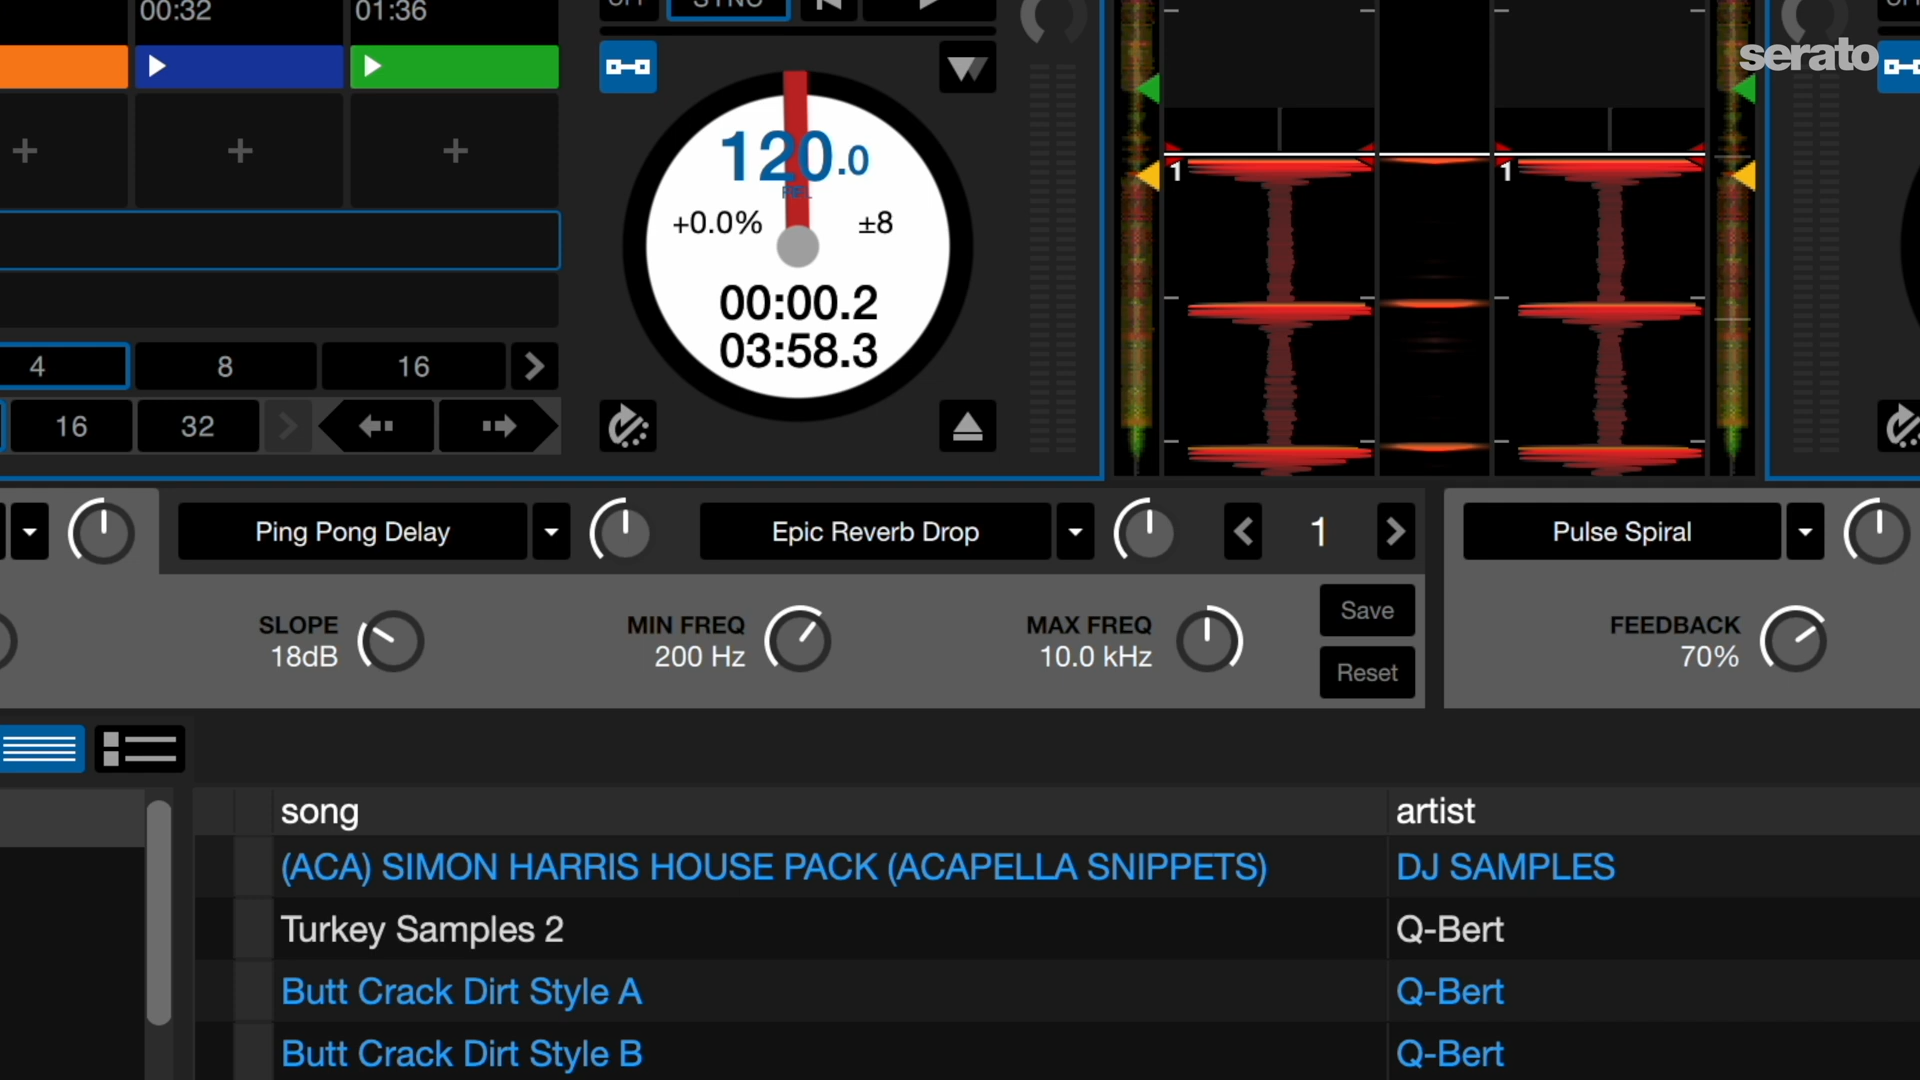 00:32
01:36
SYNC
serato
120.0
+0.0%
±8
00:00.2
03:58.3
1
1
4
8
16
16
32
Ping Pong Delay
Epic Reverb Drop
1
Pulse Spiral
SLOPE
18dB
MIN FREQ
200 Hz
MAX FREQ
10.0 kHz
Save
Reset
FEEDBACK
70%
song
artist
(ACA) SIMON HARRIS HOUSE PACK (ACAPELLA SNIPPETS)
DJ SAMPLES
Turkey Samples 2
Q-Bert
Butt Crack Dirt Style A
Q-Bert
Butt Crack Dirt Style B
Q-Bert